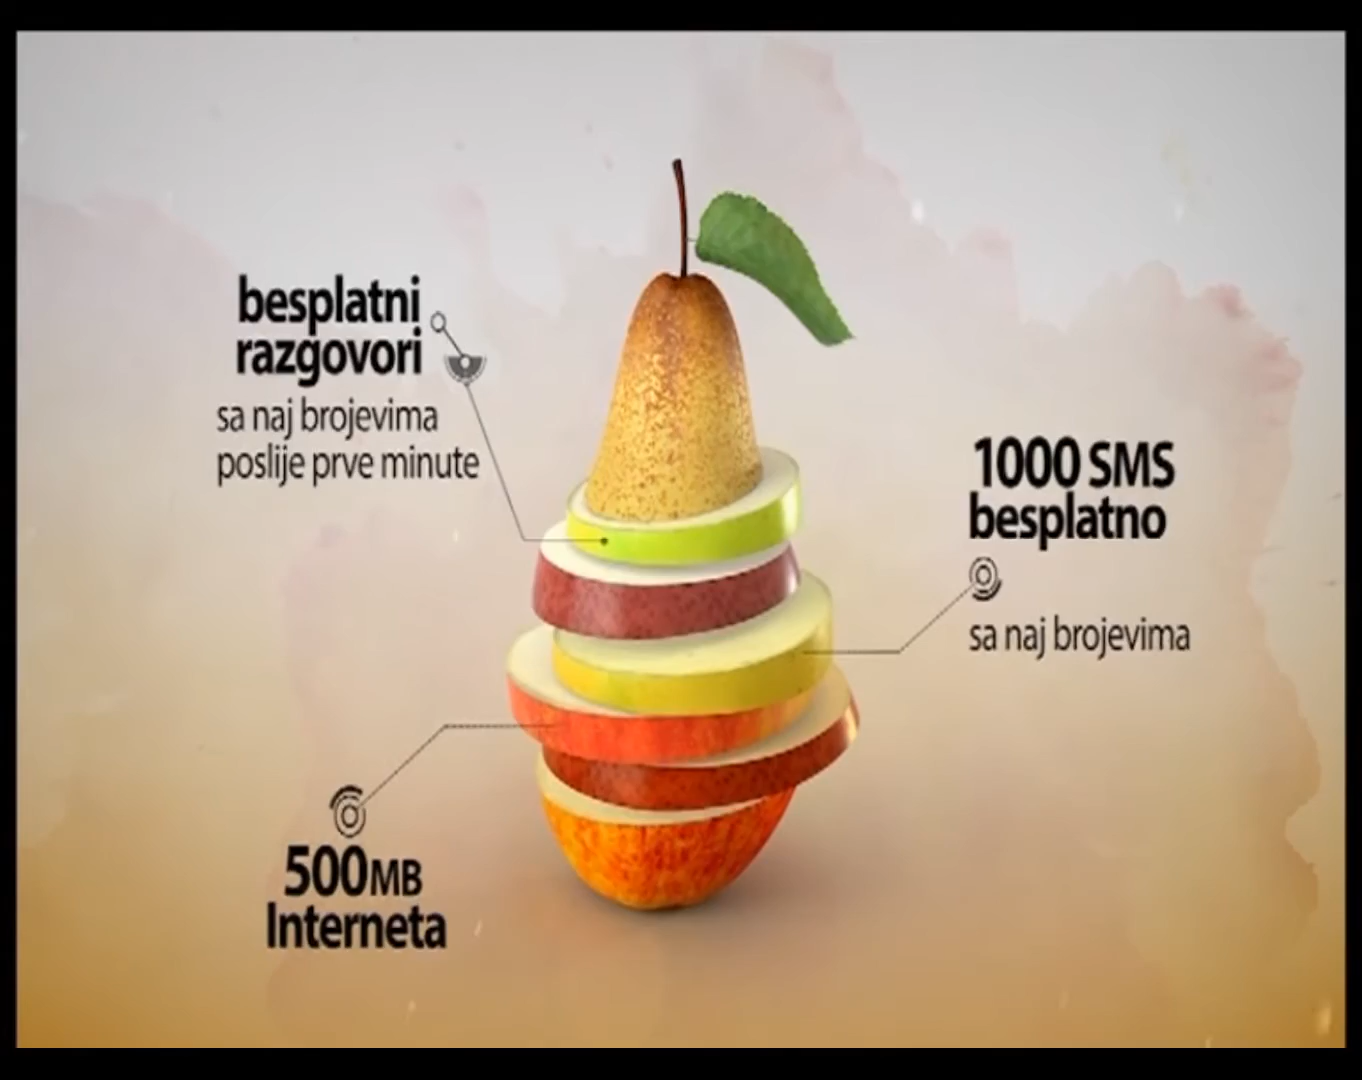 besplatni
razgovori
sa naj brojevima
poslije prve minute
1000 SMS
besplatno
sa naj brojevima
500MB
Interneta